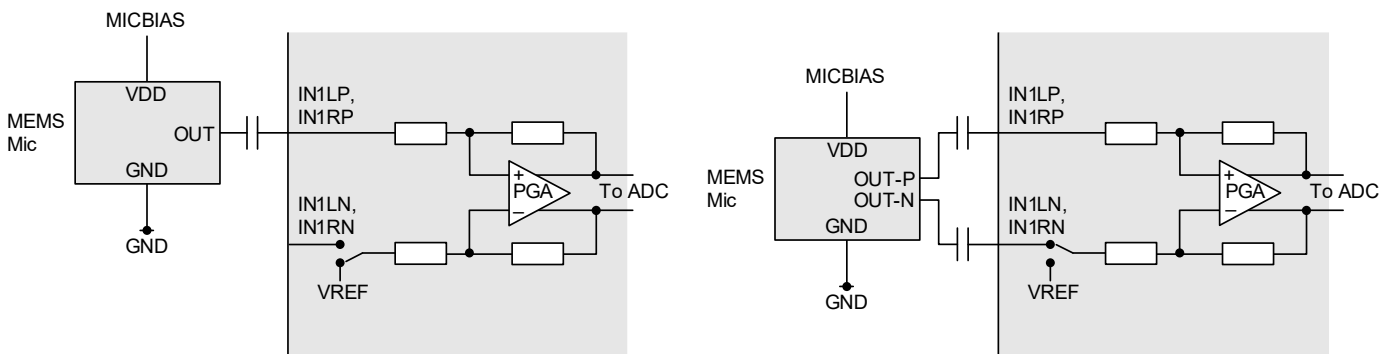 MICBIAS
VDD
MEMS
Mic
OUT
GND
GND
IN1LP,
IN1RP
+
PGA
−
To ADC
IN1LN,
IN1RN
VREF
MICBIAS
VDD
MEMS
Mic
OUT-P
OUT-N
GND
GND
IN1LP,
IN1RP
+
PGA
−
To ADC
IN1LN,
IN1RN
VREF